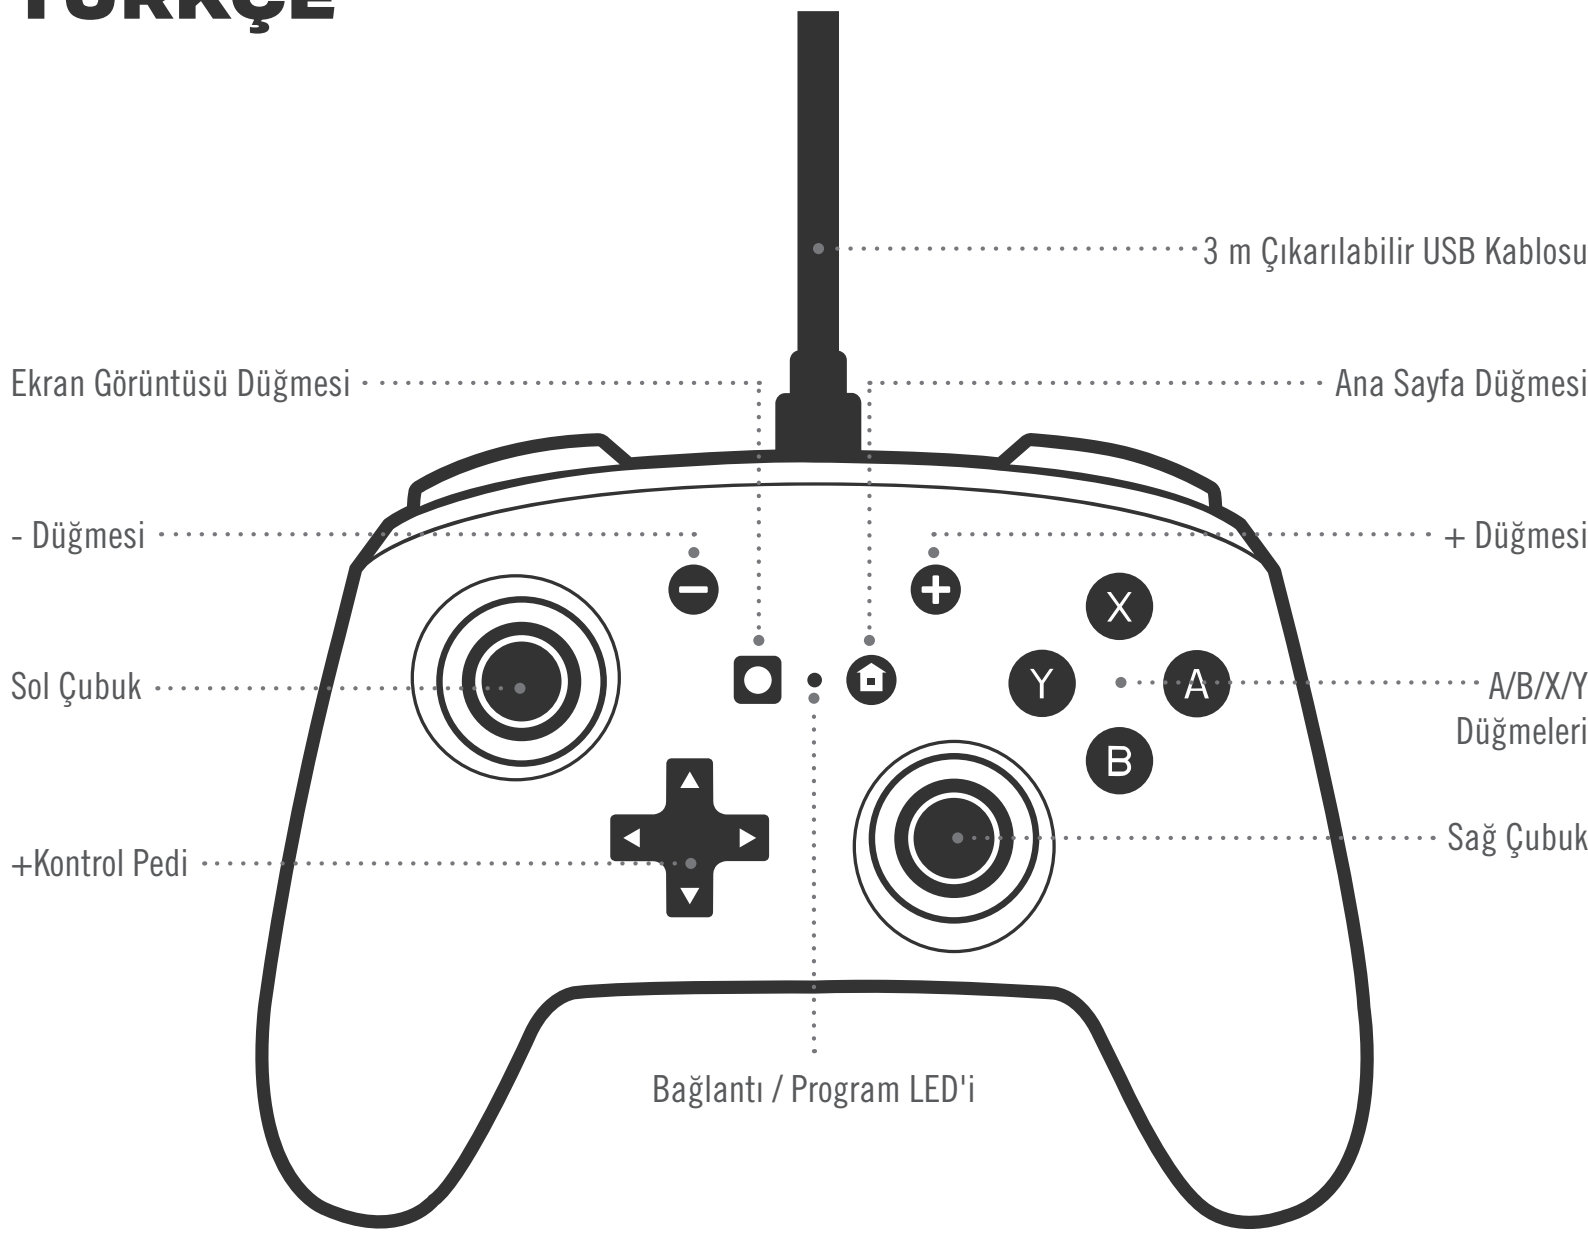 TÜRKÇE
3 m Çıkarılabilir USB Kablosu
Ekran Görüntüsü Düğmesi
Ana Sayfa Düğmesi
- Düğmesi
+ Düğmesi
X
Sol Çubuk
Y
A
A/B/X/Y
Düğmeleri
B
+Kontrol Pedi
Sağ Çubuk
Bağlantı / Program LED'i